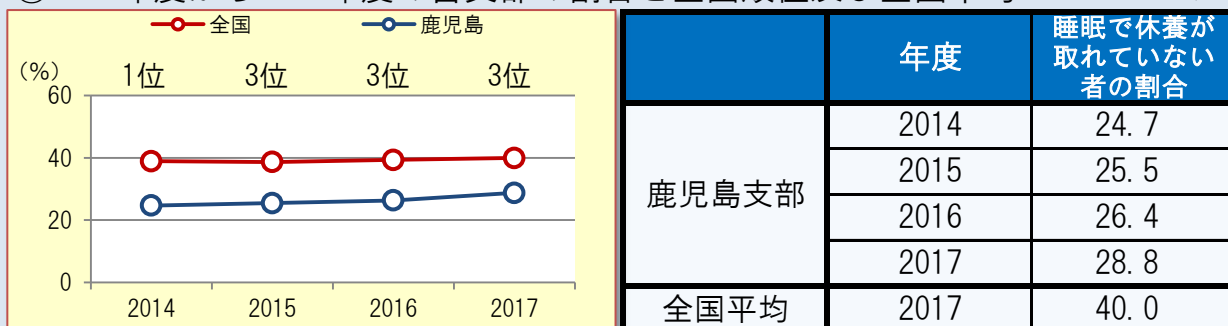 全国 鹿児島
(%) 1位 3位 3位 3位
60
40
20
0
2014 2015 2016 2017
年度 睡眠で休養が
取れていない
者の割合
鹿児島支部
2014 24.7
2015 25.5
2016 26.4
2017 28.8
全国平均 2017 40.0